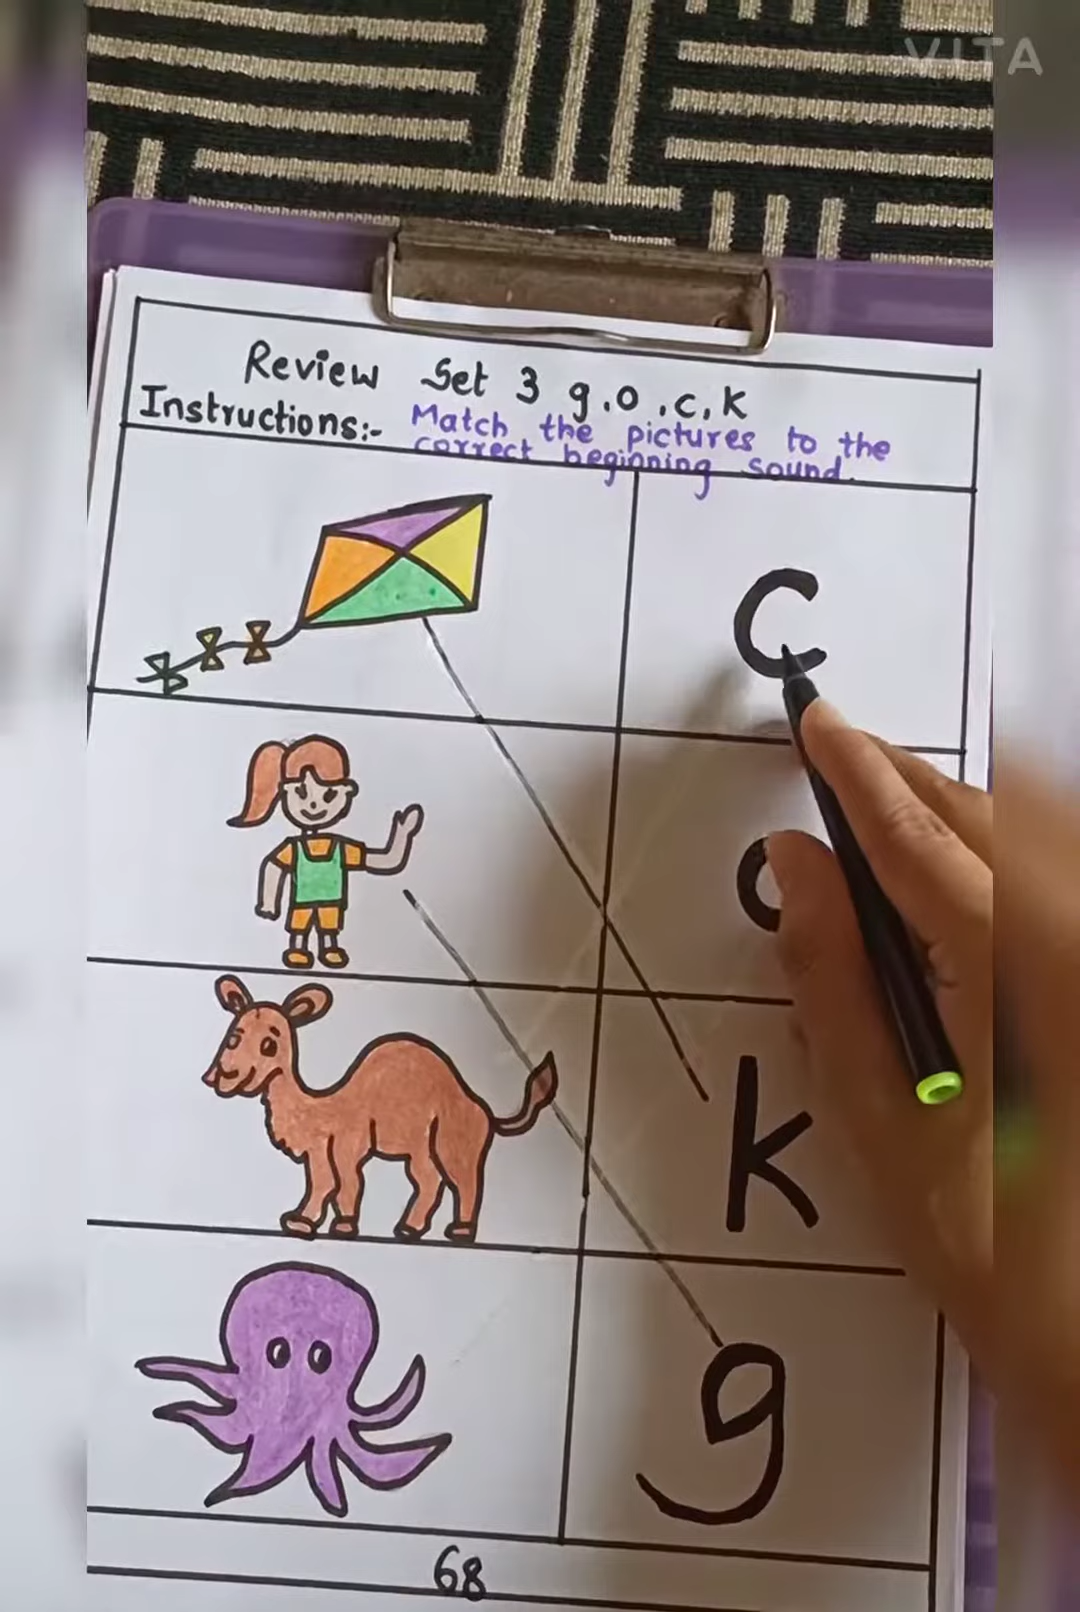 VITA
Review Set 3 g.o.c.k
Instructions:- Match the pictures to the
correct beginning sound.
c
k
g
68